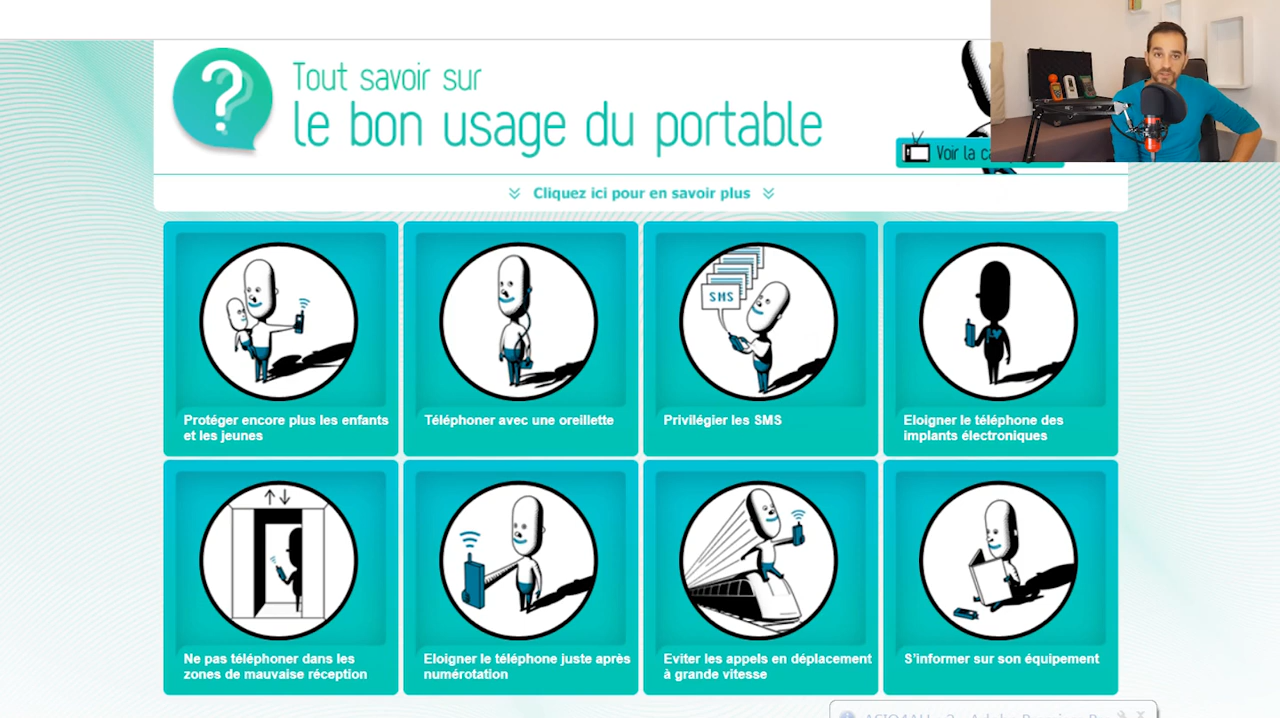 ?
Tout savoir sur
le bon usage du portable
Voir la
Cliquez ici pour en savoir plus
SMS
Protéger encore plus les enfants
et les jeunes
Téléphoner avec une oreillette
Privilégier les SMS
Eloigner le téléphone des
implants électroniques
Ne pas téléphoner dans les
zones de mauvaise réception
Eloigner le téléphone juste après
numérotation
Eviter les appels en déplacement
à grande vitesse
S'informer sur son équipement